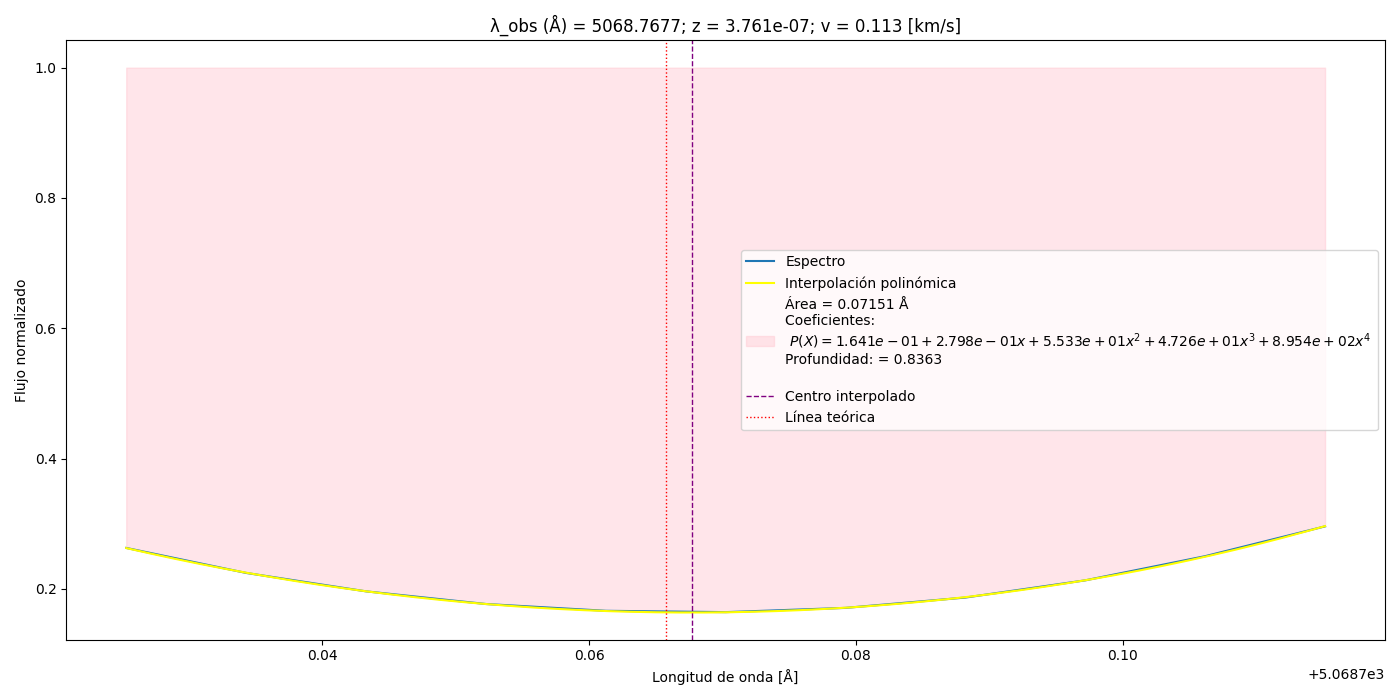 λ_obs (Å) = 5068.7677; z = 3.761e-07; v = 0.113 [km/s]
1.0
0.8
0.6
0.4
0.2
Flujo normalizado
Espectro
Interpolación polinómica
Área = 0.07151 Å
Coeficientes:
P(X) = 1.641e − 01 + 2.798e − 01x + 5.533e + 01x² + 4.726e + 01x³ + 8.954e + 02x⁴
Profundidad: = 0.8363
Centro interpolado
Línea teórica
0.04 0.06 0.08 0.10
+5.0687e3
Longitud de onda [Å]